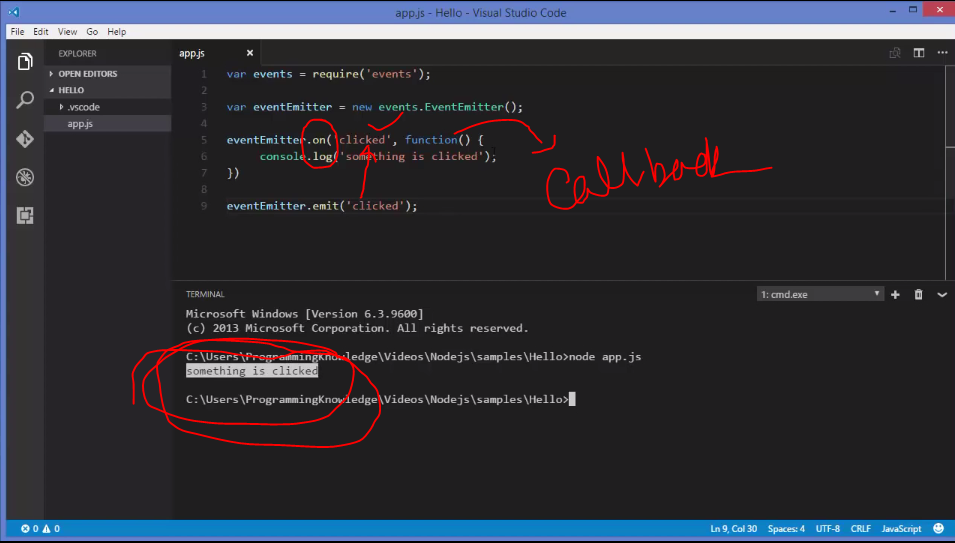 app.js - Hello - Visual Studio Code
File Edit View Go Help
EXPLORER
OPEN EDITORS
HELLO
.vscode
app.js
app.js
1 var events = require('events');
2
3 var eventEmitter = new events.EventEmitter();
4
5 eventEmitter.on('clicked', function() {
6 console.log('something is clicked');
7 })
8
9 eventEmitter.emit('clicked');
Callback
TERMINAL
1: cmd.exe
Microsoft Windows [Version 6.3.9600]
(c) 2013 Microsoft Corporation. All rights reserved.
C:\Users\ProgrammingKnowledge\Videos\Nodejs\samples\Hello>node app.js
something is clicked
C:\Users\ProgrammingKnowledge\Videos\Nodejs\samples\Hello>
0 0
Ln 9, Col 30 Spaces: 4 UTF-8 CRLF JavaScript